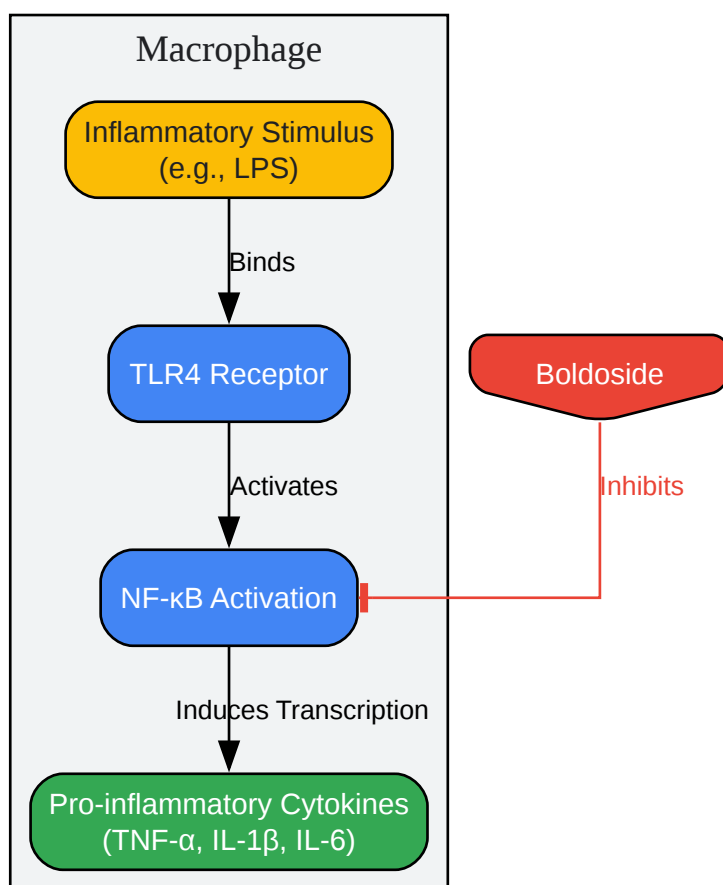 Macrophage
Inflammatory Stimulus
(e.g., LPS)
Binds
TLR4 Receptor
Boldoside
Activates
Inhibits
NF-κB Activation
Induces Transcription
Pro-inflammatory Cytokines
(TNF-α, IL-1β, IL-6)